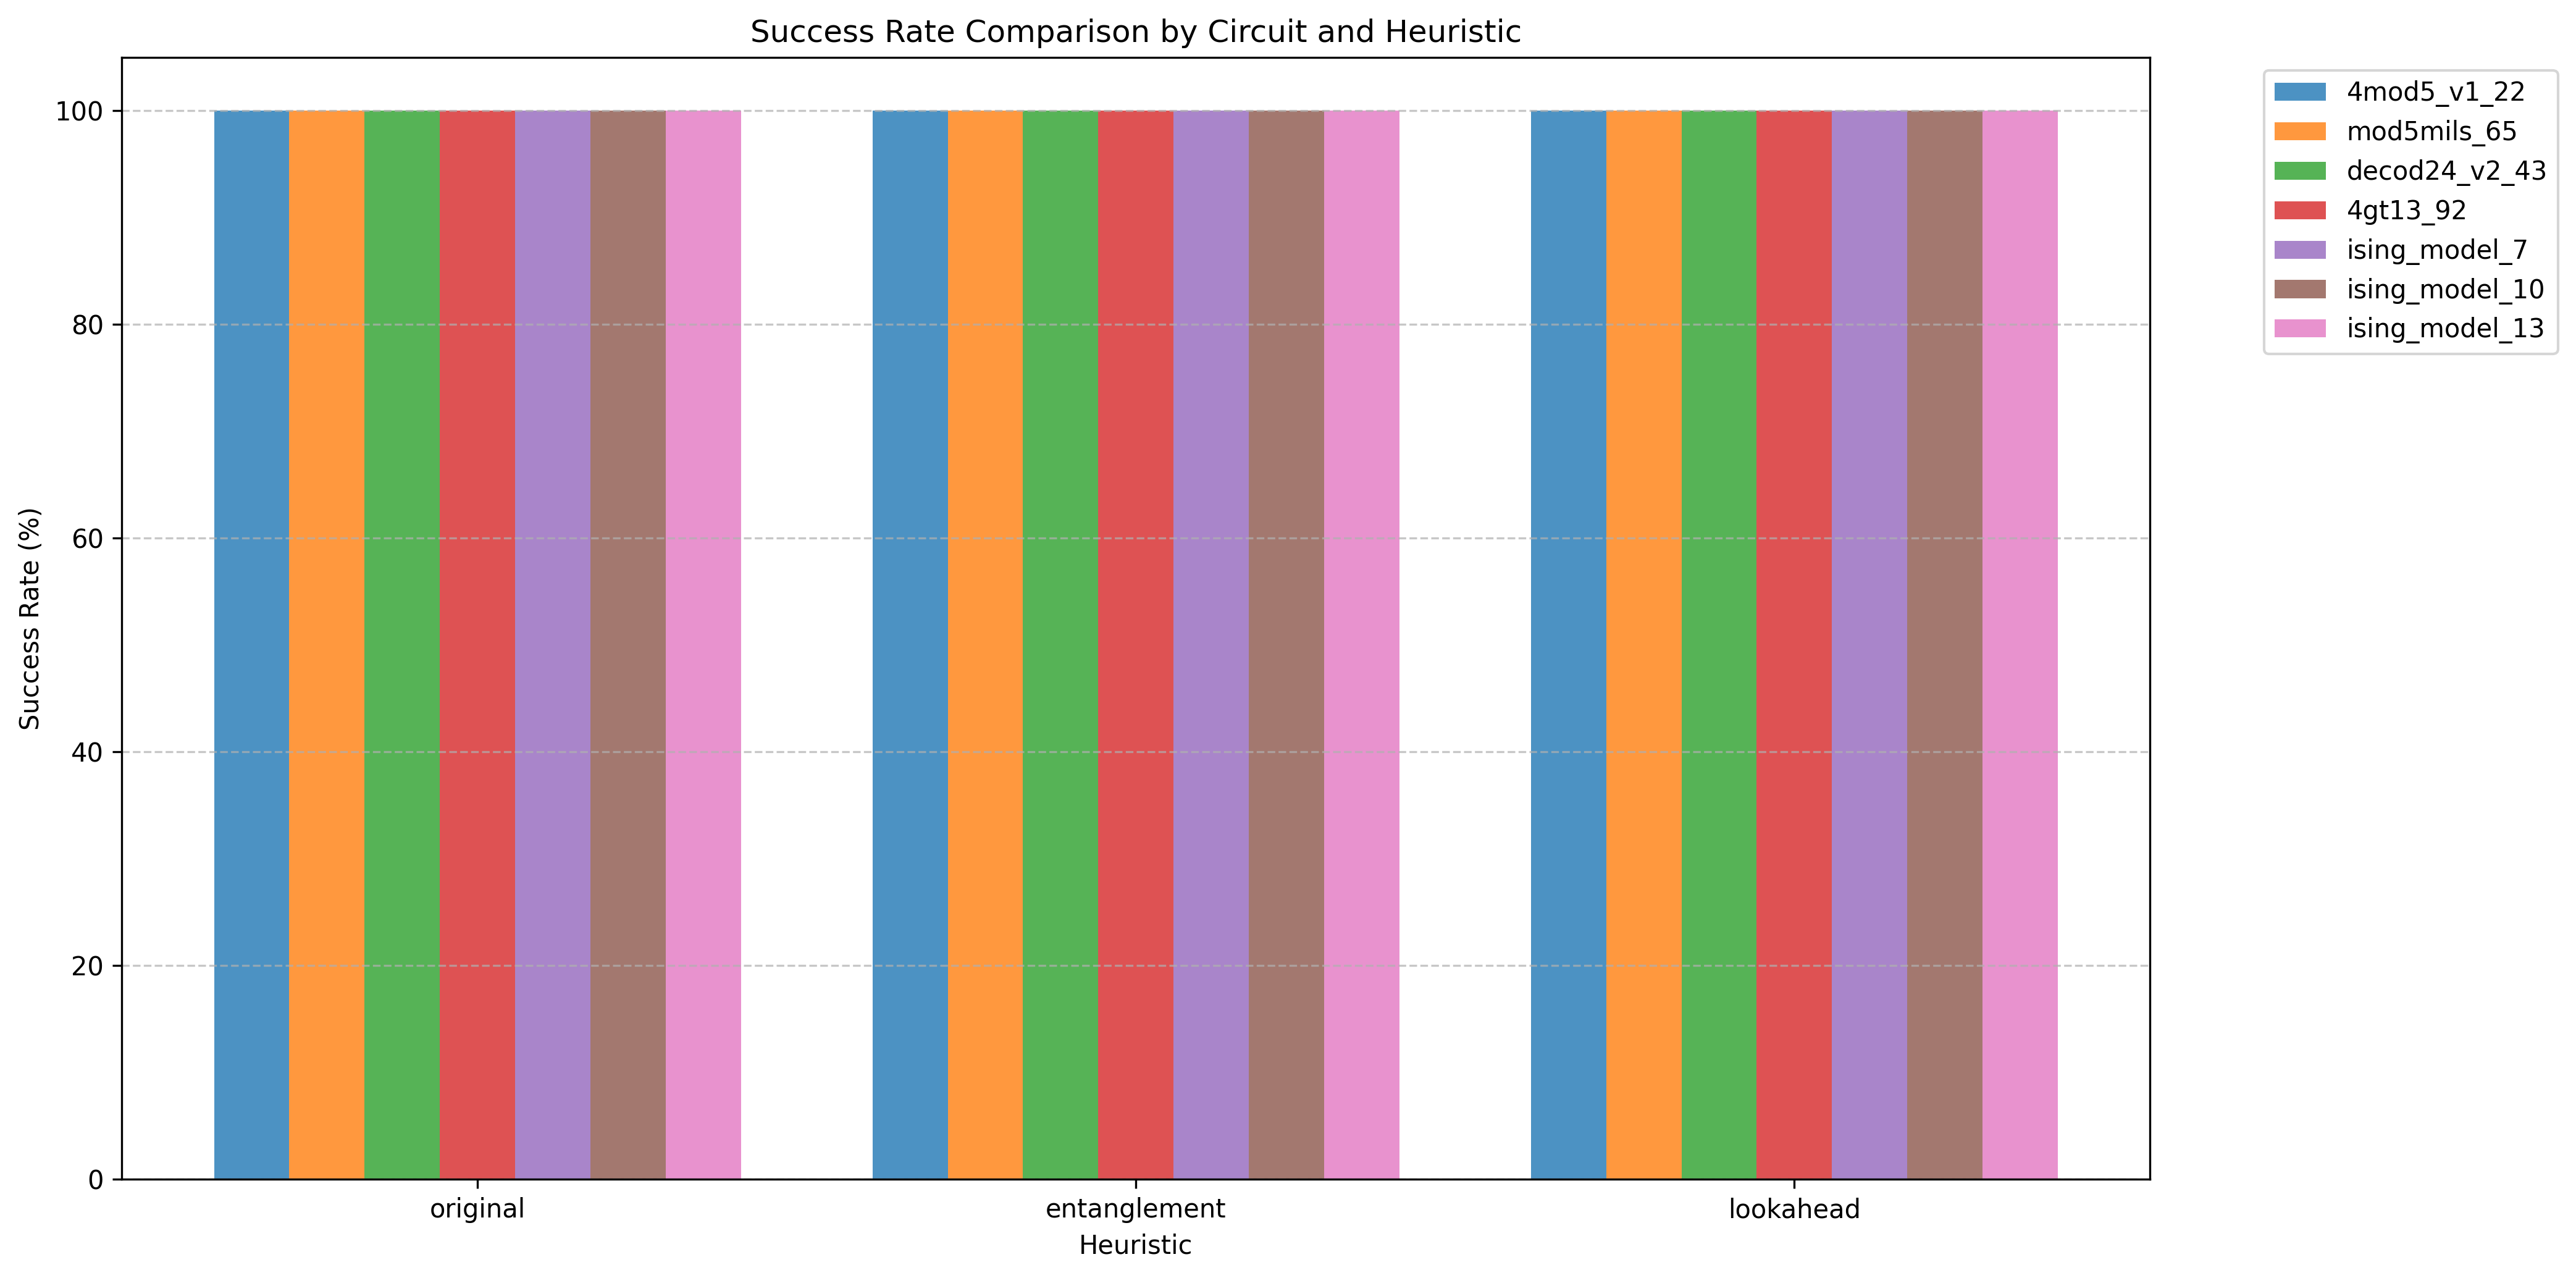 Success Rate Comparison by Circuit and Heuristic
Success Rate (%)
100
80
60
40
20
0
original
entanglement
lookahead
Heuristic
4mod5_v1_22
mod5mils_65
decod24_v2_43
4gt13_92
ising_model_7
ising_model_10
ising_model_13